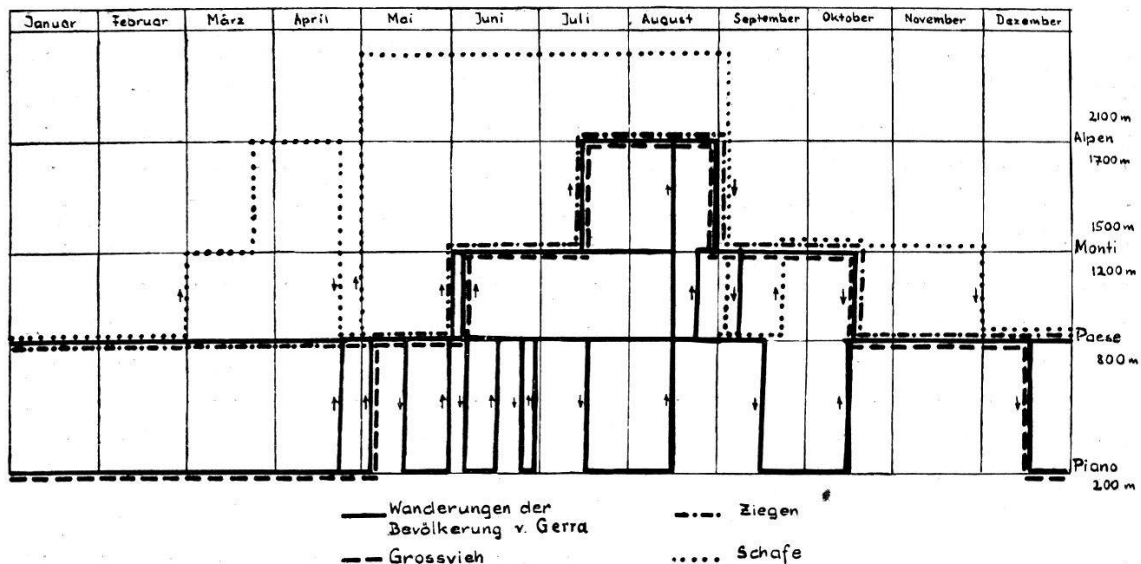 Januar Februar März April Mai Juni Juli August September Oktober November Dezember
2100 m
Alpen
1700m
1500 m
Monti
1200 m
Paese
800 m
Piano
200 m
Wanderungen der
Bevölkerung v. Gerra
Grossvieh
Ziegen
Schafe